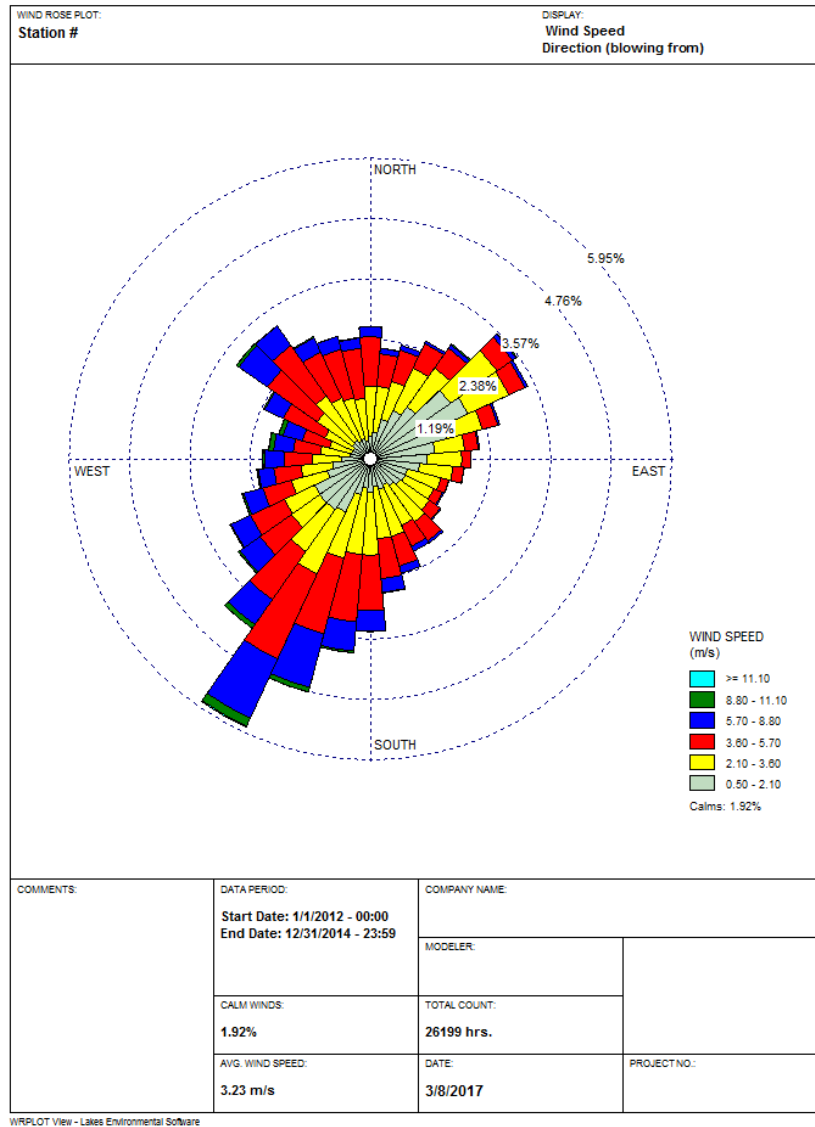 WIND ROSE PLOT:
Station #
DISPLAY:
Wind Speed
Direction (blowing from)
NORTH
5.95%
4.76%
3.57%
2.38%
1.19%
WEST
EAST
SOUTH
WIND SPEED
(m/s)
>= 11.10
8.80 - 11.10
5.70 - 8.80
3.60 - 5.70
2.10 - 3.60
0.50 - 2.10
Calms: 1.92%
COMMENTS:
DATA PERIOD:
Start Date: 1/1/2012 - 00:00
End Date: 12/31/2014 - 23:59
COMPANY NAME:
MODELER:
CALM WINDS:
1.92%
TOTAL COUNT:
26199 hrs.
AVG. WIND SPEED:
3.23 m/s
DATE:
3/8/2017
PROJECT NO.:
WRPLOT View - Lakes Environmental Software